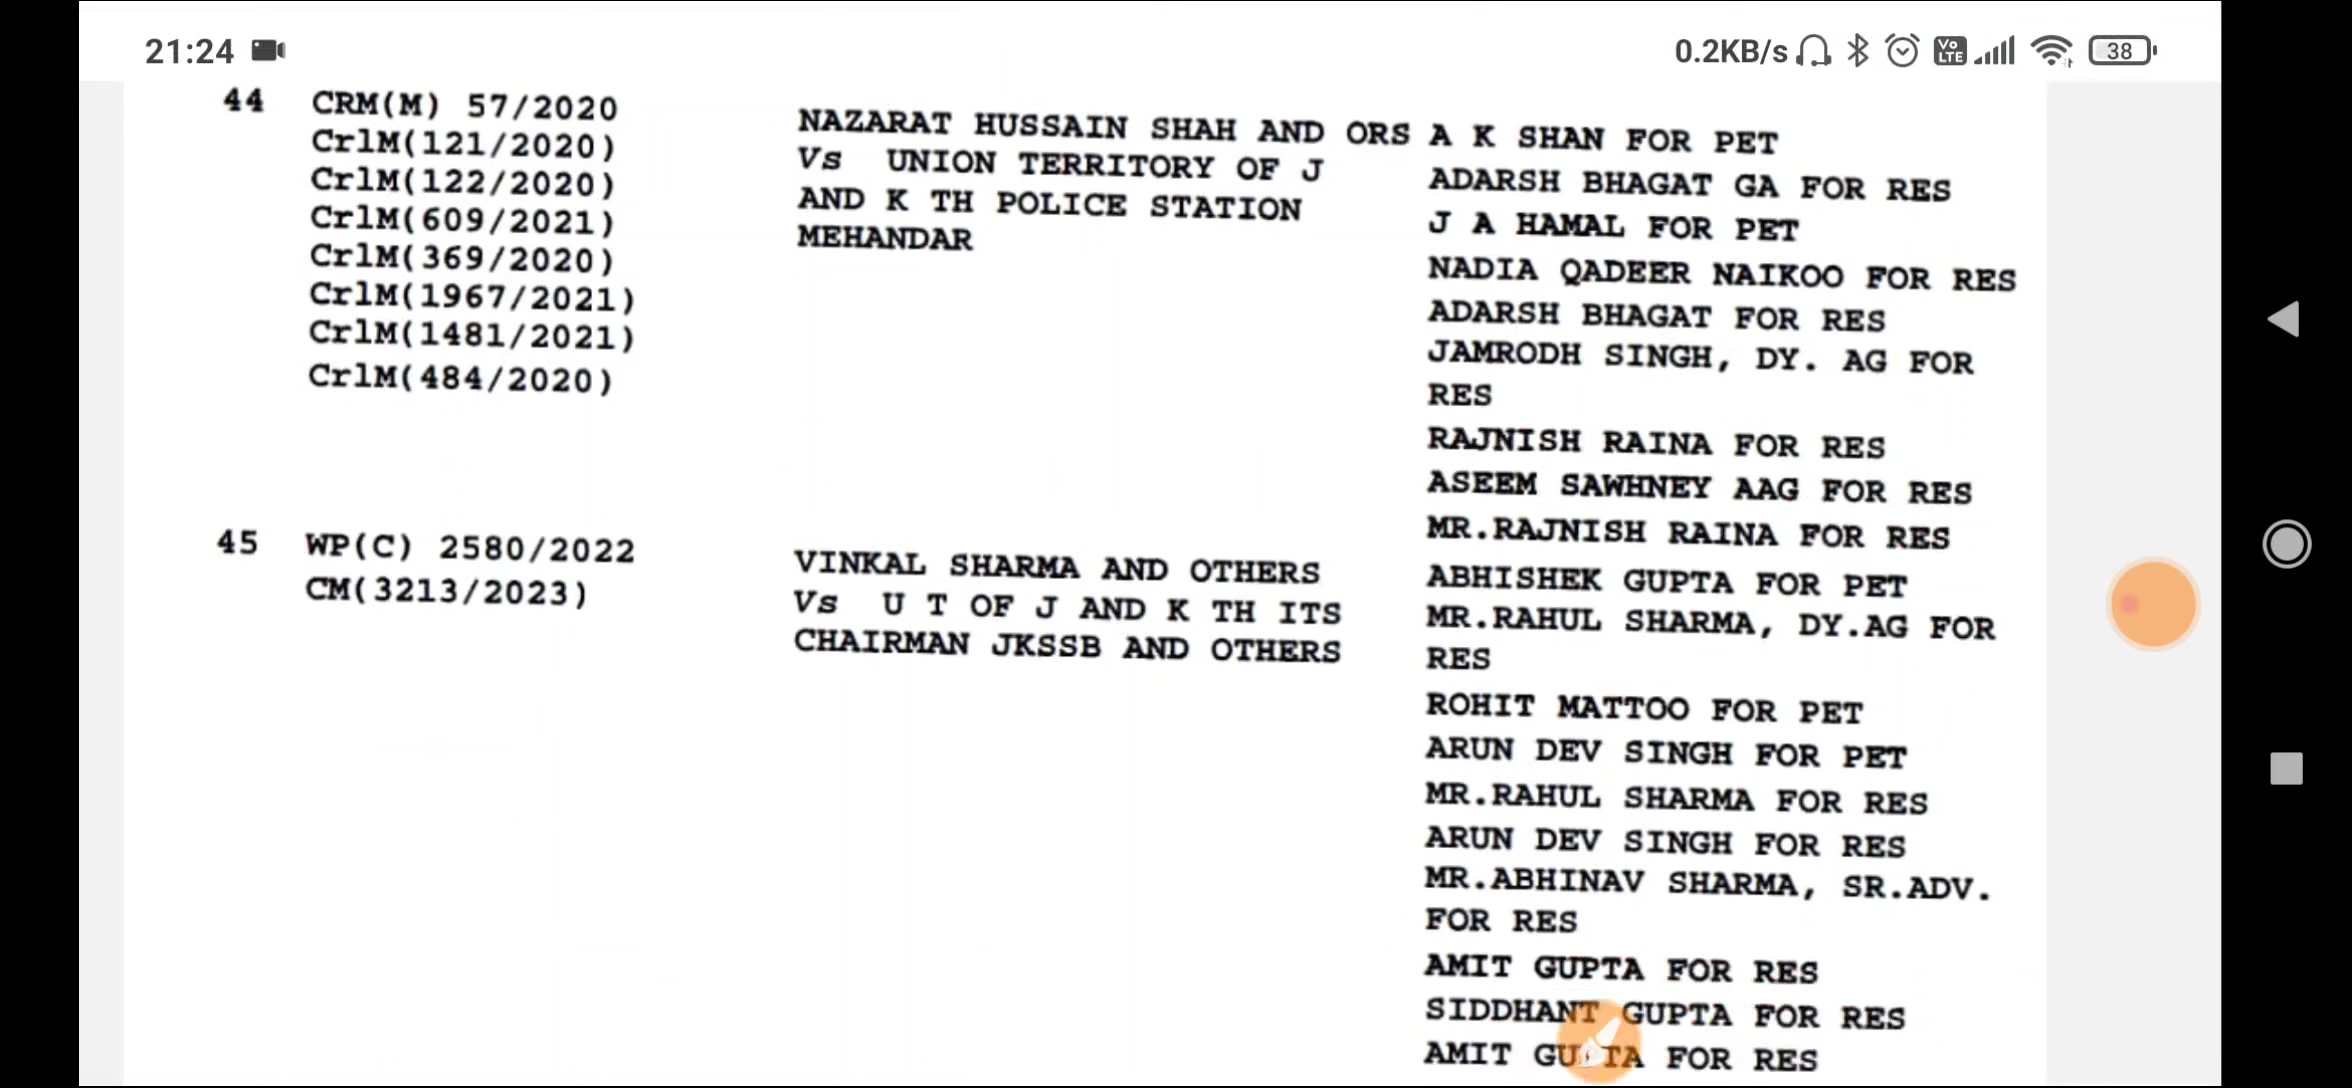 21:24
0.2KB/s
Vo
LTE
38
44 CRM(M) 57/2020
CrlM(121/2020)
CrlM(122/2020)
CrlM(609/2021)
CrlM(369/2020)
CrlM(1967/2021)
CrlM(1481/2021)
CrlM(484/2020)
NAZARAT HUSSAIN SHAH AND ORS
Vs UNION TERRITORY OF J
AND K TH POLICE STATION
MEHANDAR
A K SHAN FOR PET
ADARSH BHAGAT GA FOR RES
J A HAMAL FOR PET
NADIA QADEER NAIKOO FOR RES
ADARSH BHAGAT FOR RES
JAMRODH SINGH, DY. AG FOR
RES
RAJNISH RAINA FOR RES
ASEEM SAWHNEY AAG FOR RES
MR.RAJNISH RAINA FOR RES
45 WP(C) 2580/2022
CM(3213/2023)
VINKAL SHARMA AND OTHERS
Vs U T OF J AND K TH ITS
CHAIRMAN JKSSB AND OTHERS
ABHISHEK GUPTA FOR PET
MR.RAHUL SHARMA, DY.AG FOR
RES
ROHIT MATTOO FOR PET
ARUN DEV SINGH FOR PET
MR.RAHUL SHARMA FOR RES
ARUN DEV SINGH FOR RES
MR.ABHINAV SHARMA, SR.ADV.
FOR RES
AMIT GUPTA FOR RES
SIDDHANT GUPTA FOR RES
AMIT GUPTA FOR RES